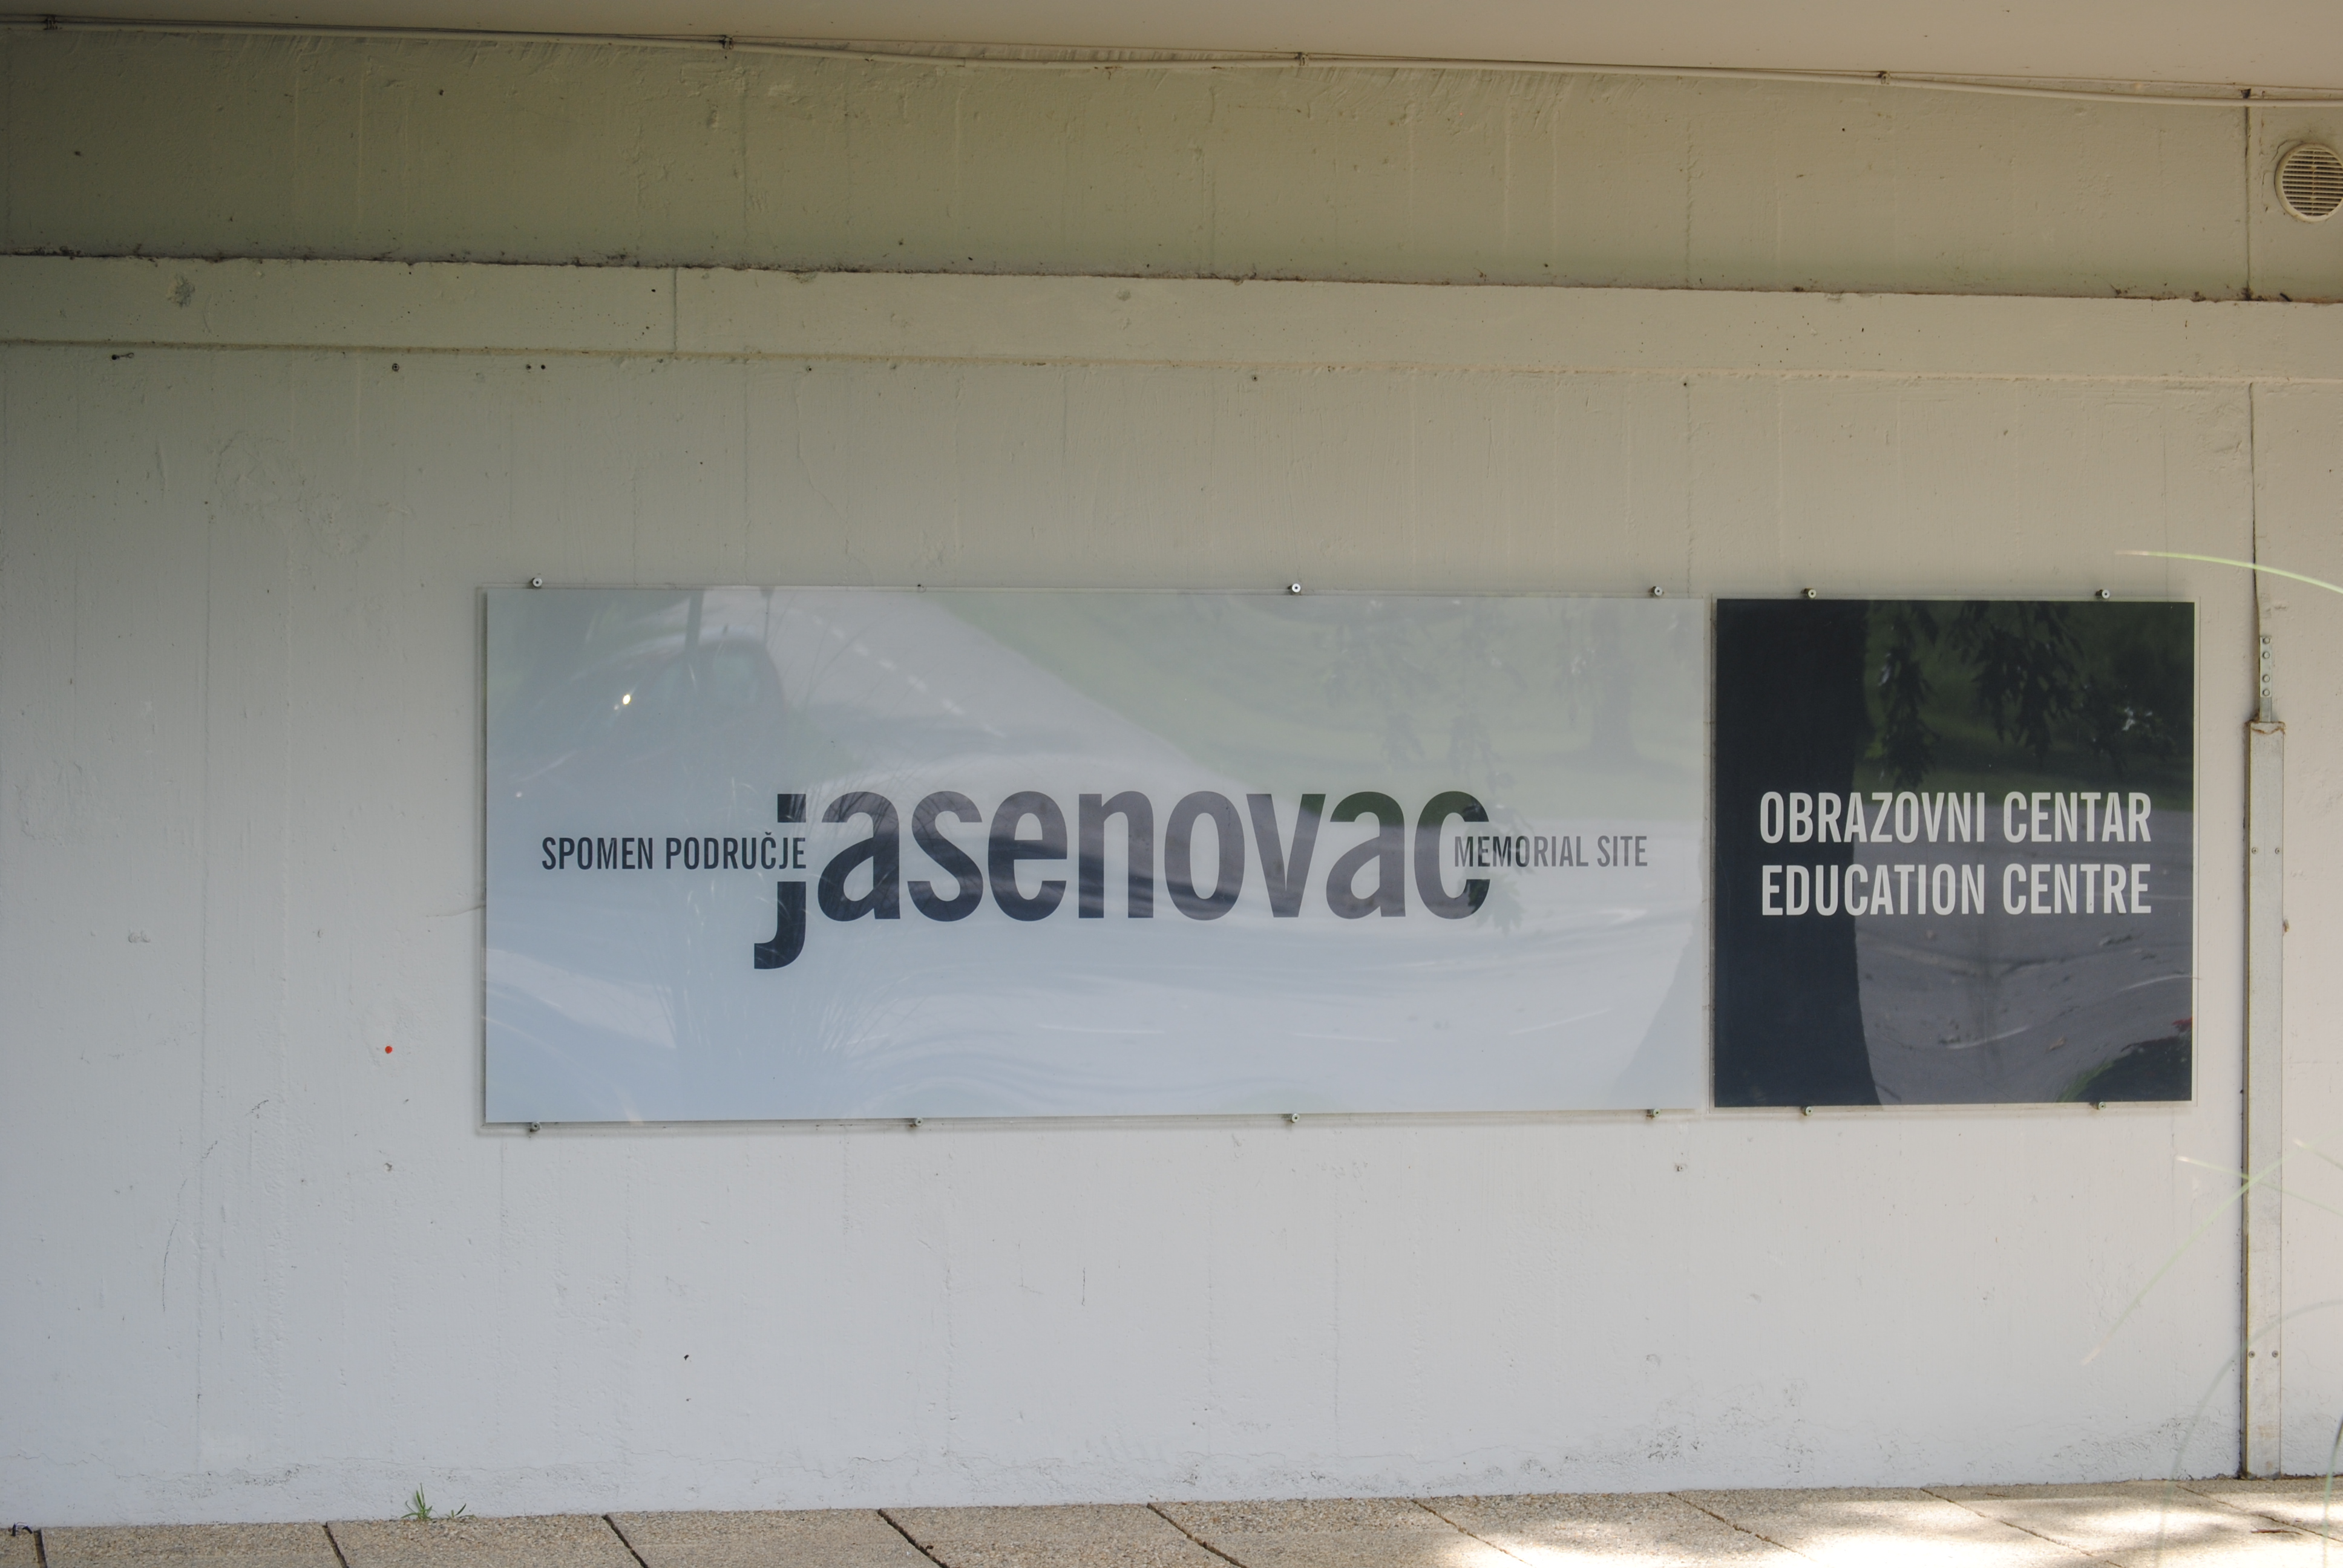 SPOMEN PODRUČJE jasenovac MEMORIAL SITE
OBRAZOVNI CENTAR
EDUCATION CENTRE